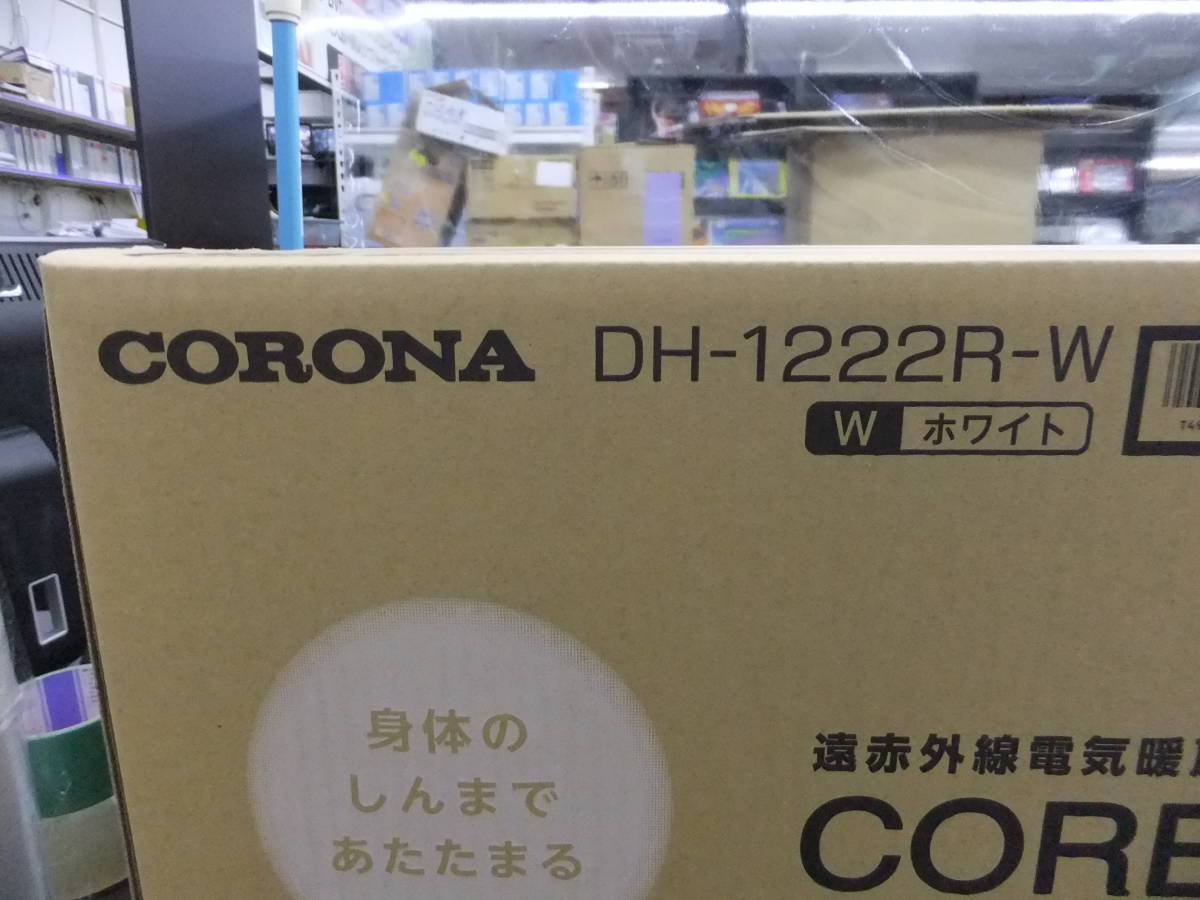 CORONA DH-1222R-W
W ホワイト
T49
身体の
しんまで
あたたまる
遠赤外線電気暖
CORE